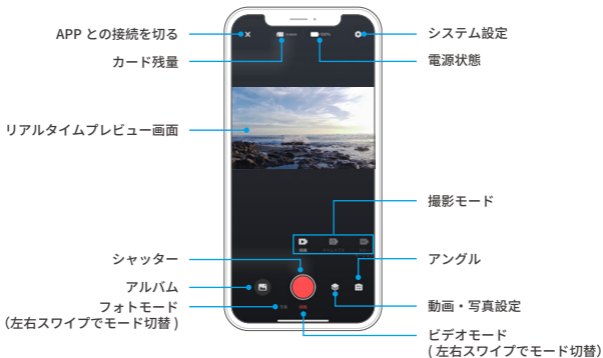 APP との接続を切る
カード残量
リアルタイムプレビュー画面
シャッター
アルバム
フォトモード
(左右スワイプでモード切替 )
システム設定
電源状態
撮影モード
アングル
動画・写真設定
ビデオモード
( 左右スワイプでモード切替)